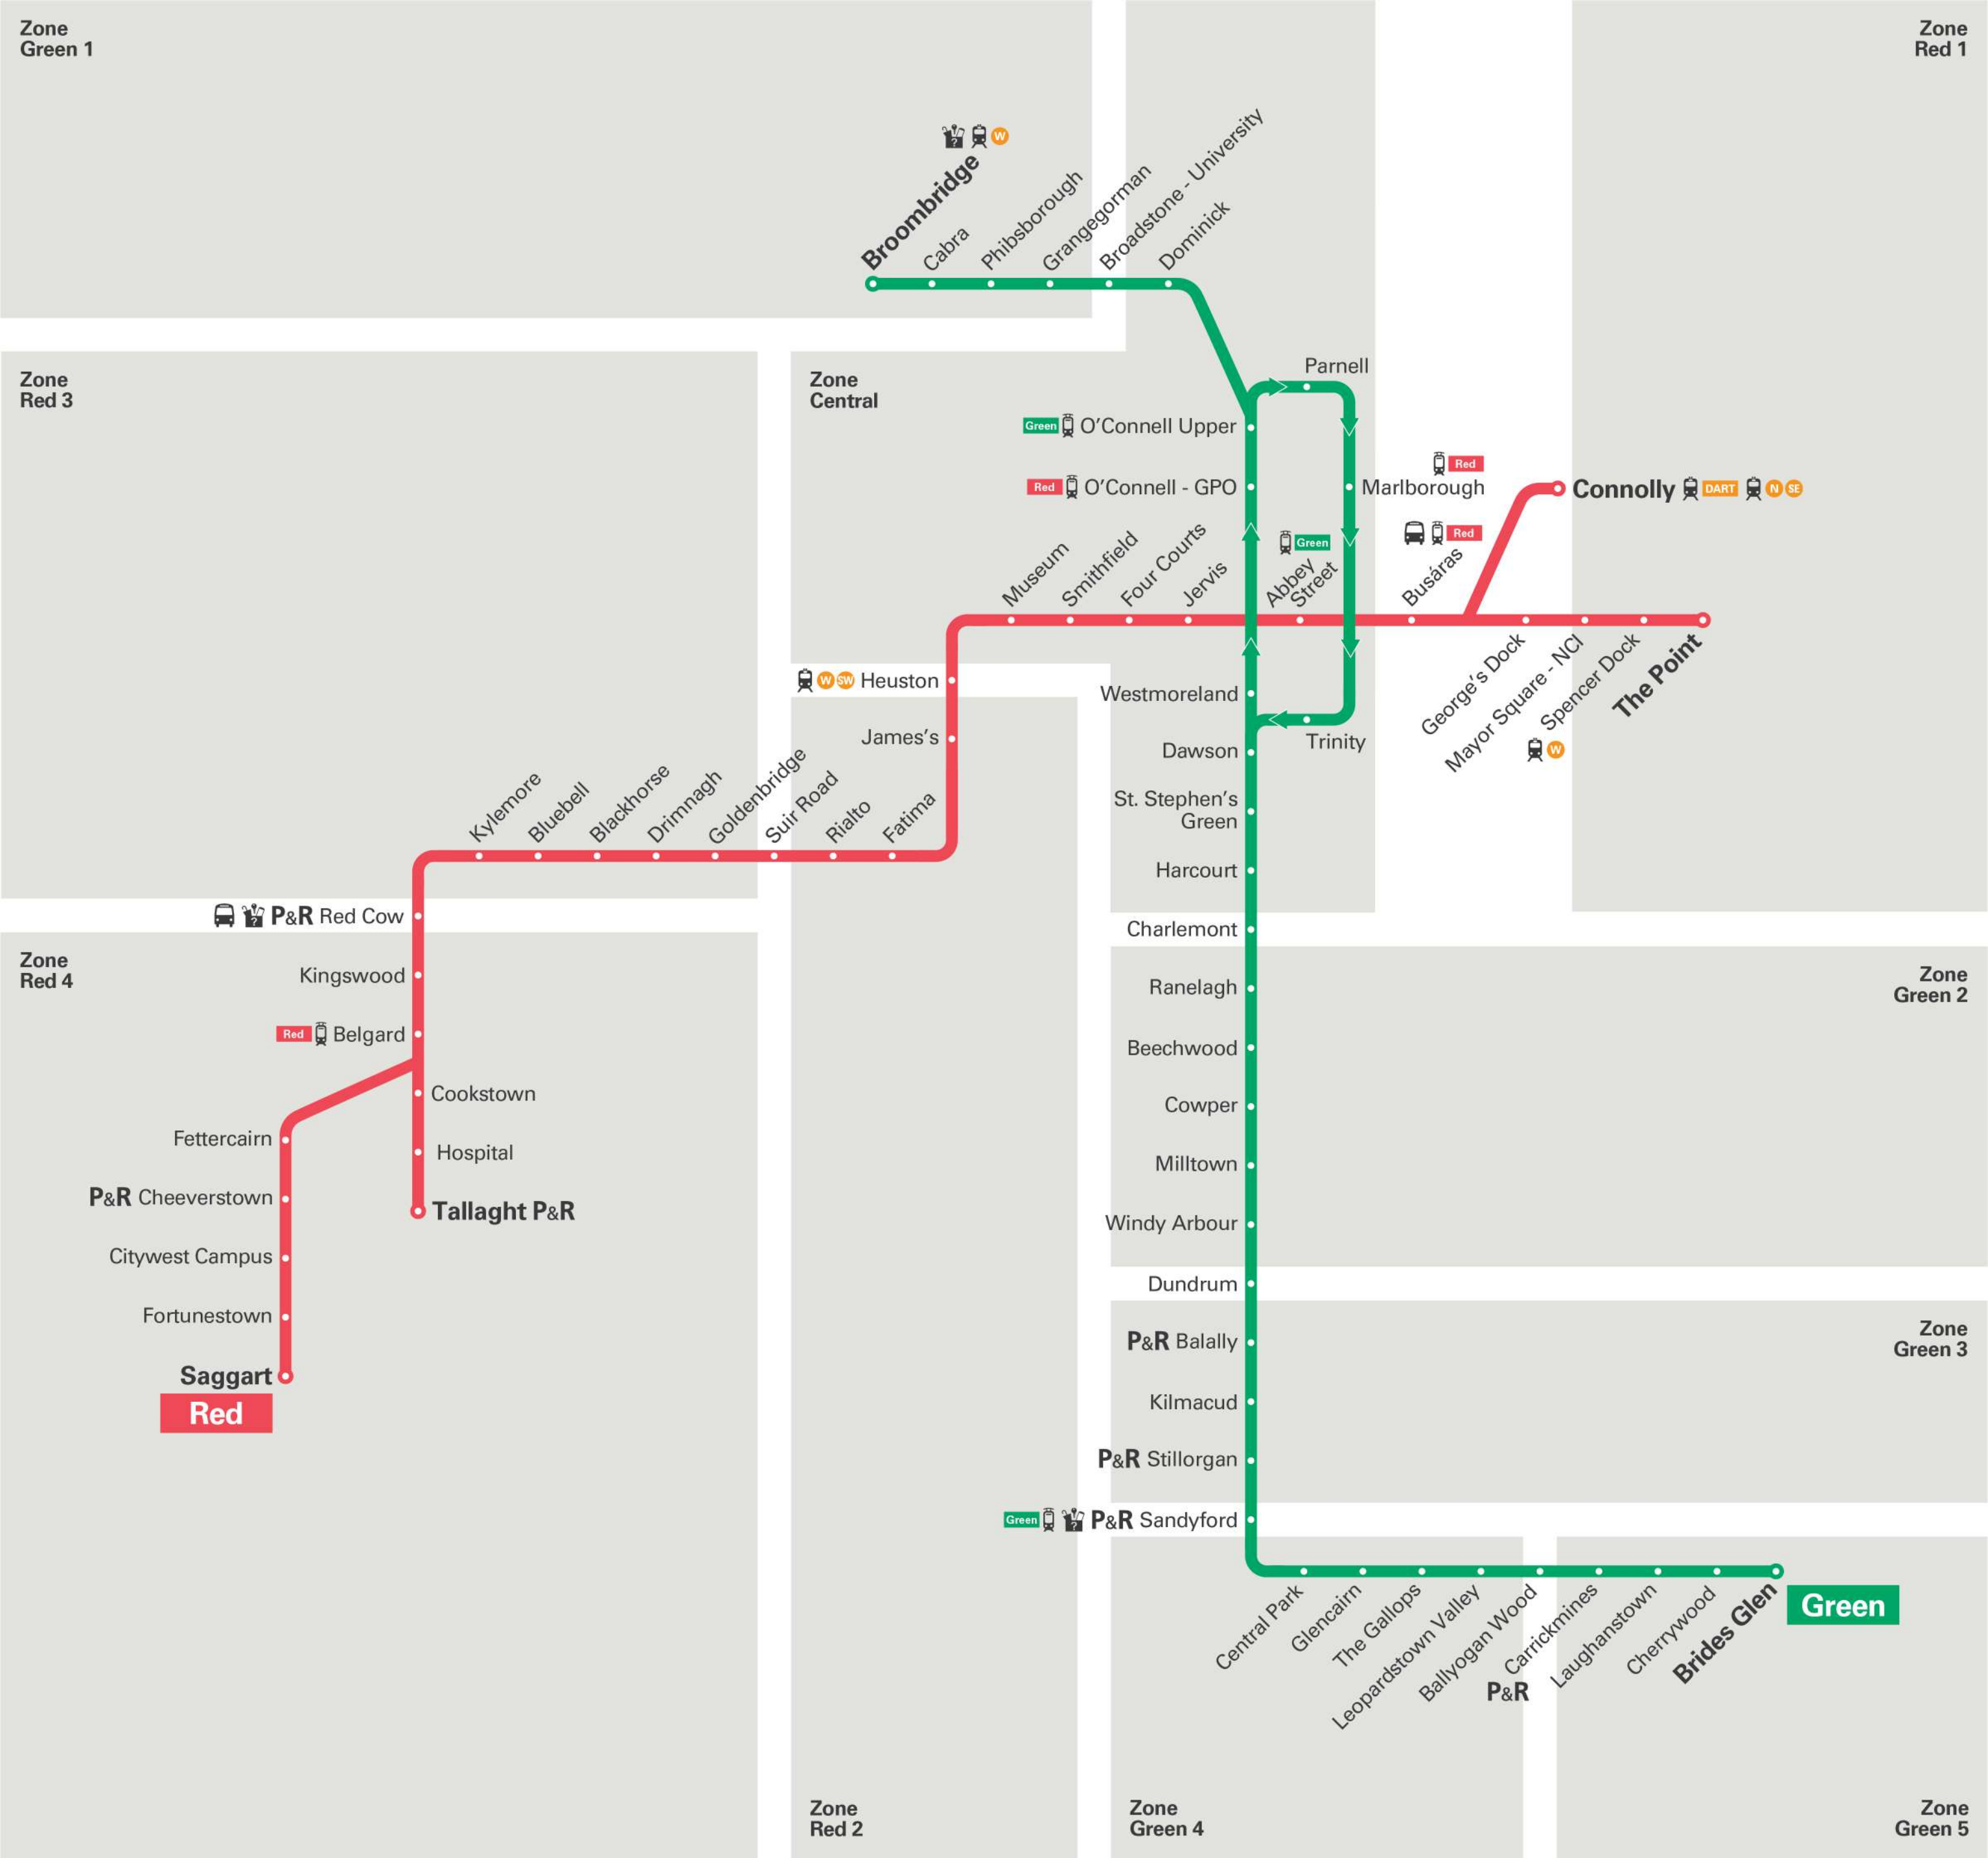 Zone
Green 1
Zone
Red 1
W
Broombridge
Cabra
Phibsborough
Grangegorman
Broadstone - University
Dominick
Zone
Red 3
Zone
Central
Parnell
Green O’Connell Upper
Red O’Connell - GPO
Marlborough
Red
Connolly DART N SE
Red
Busáras
Green
Abbey
Street
Museum
Smithfield
Four Courts
Jervis
George’s Dock
Mayor Square - NCI
Spencer Dock
W
The Point
W SW Heuston
James’s
Westmoreland
Trinity
Dawson
St. Stephen’s
Green
Harcourt
Charlemont
Kylemore
Bluebell
Blackhorse
Drimnagh
Goldenbridge
Suir Road
Rialto
Fatima
P&R Red Cow
Zone
Red 4
Kingswood
Red Belgard
Cookstown
Hospital
Tallaght P&R
Fettercairn
P&R Cheeverstown
Citywest Campus
Fortunestown
Saggart
Red
Zone
Green 2
Ranelagh
Beechwood
Cowper
Milltown
Windy Arbour
Dundrum
Zone
Green 3
P&R Balally
Kilmacud
P&R Stillorgan
Green ? P&R Sandyford
Central Park
Glencairn
The Gallops
Leopardstown Valley
Ballyogan Wood
Carrickmines
P&R
Laughanstown
Cherrywood
Brides Glen
Green
Zone
Red 2
Zone
Green 4
Zone
Green 5